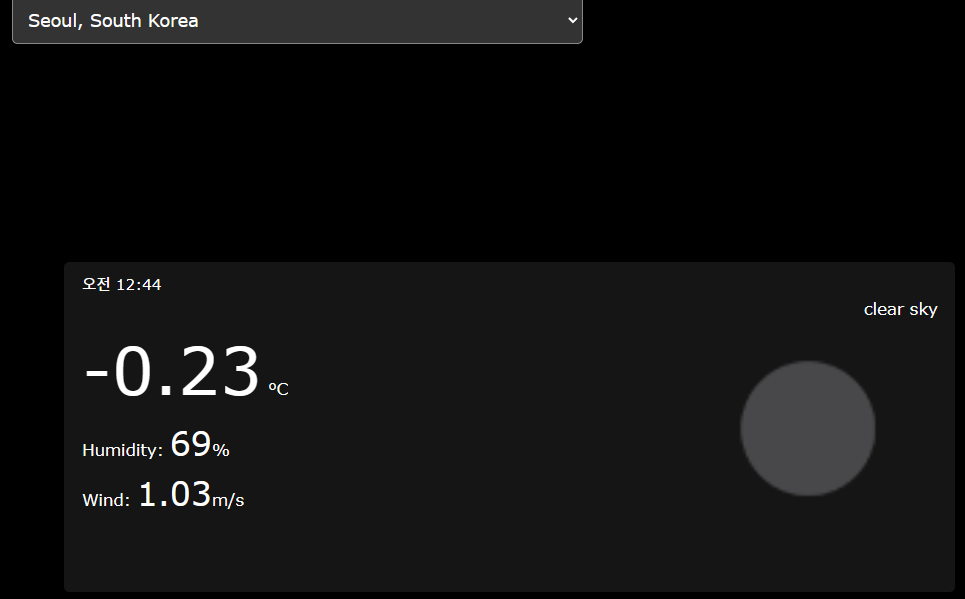 Seoul, South Korea
오전 12:44
clear sky
-0.23 ºC
Humidity: 69%
Wind: 1.03m/s